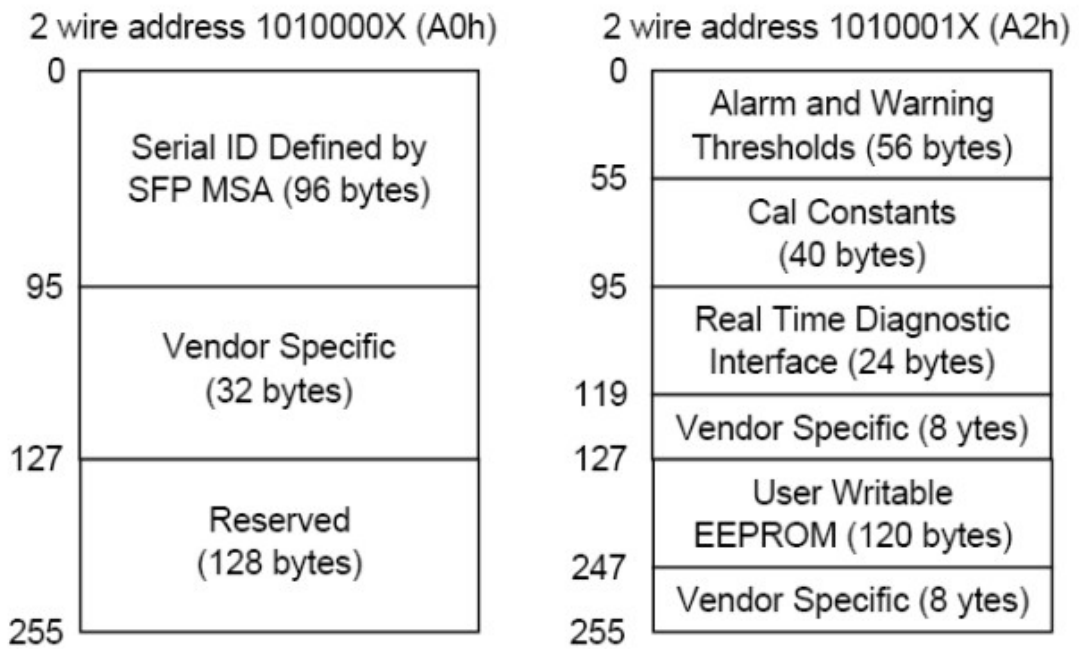 2 wire address 1010000X (A0h)
0
Serial ID Defined by
SFP MSA (96 bytes)
95
Vendor Specific
(32 bytes)
127
Reserved
(128 bytes)
255
2 wire address 1010001X (A2h)
0
Alarm and Warning
Thresholds (56 bytes)
55
Cal Constants
(40 bytes)
95
Real Time Diagnostic
Interface (24 bytes)
119
Vendor Specific (8 ytes)
127
User Writable
EEPROM (120 bytes)
247
Vendor Specific (8 ytes)
255